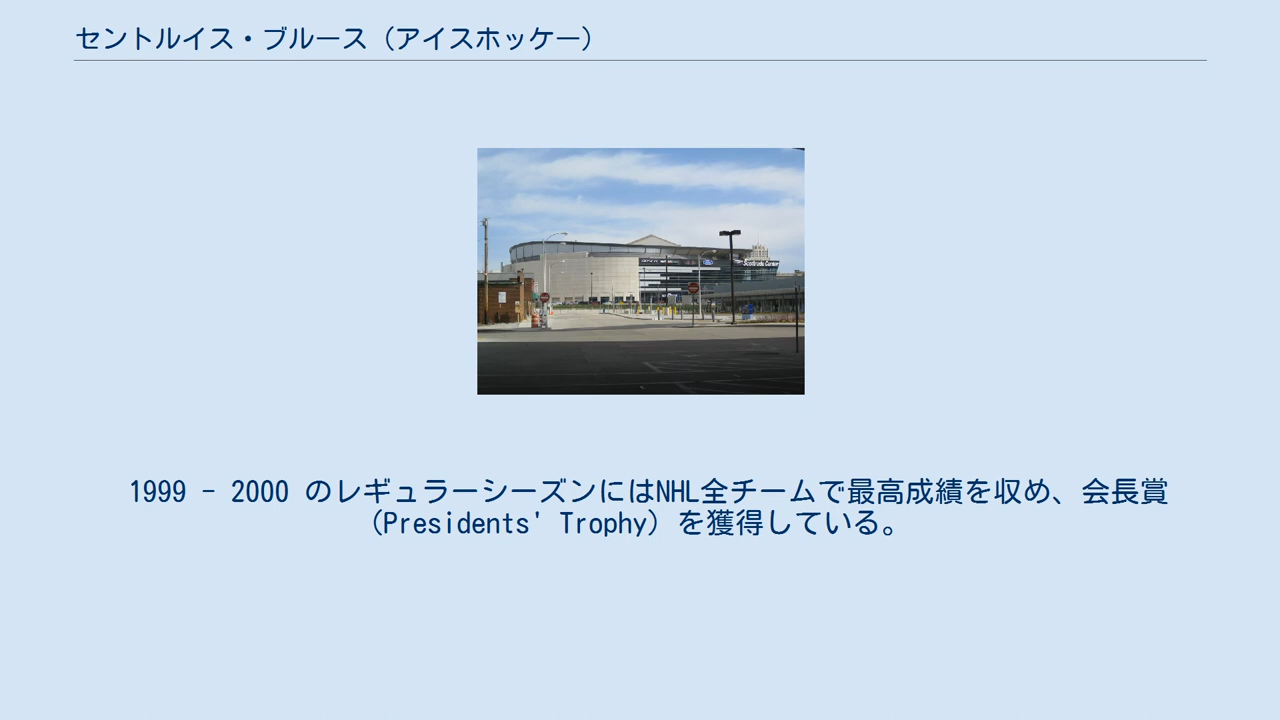 セントルイス・ブルース（アイスホッケー）
Scottrade Center
1999 - 2000 のレギュラーシーズンにはNHL全チームで最高成績を収め、会長賞
（Presidents' Trophy）を獲得している。